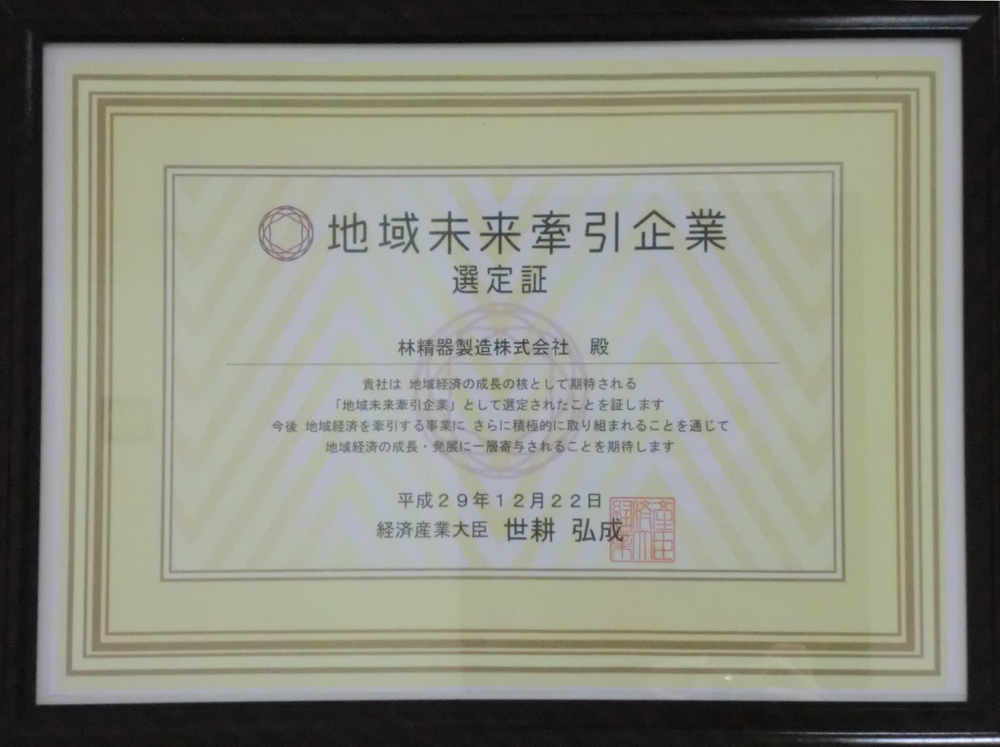 地域未来牽引企業
選定証
林精器製造株式会社　殿
貴社は 地域経済の成長の核として期待される
「地域未来牽引企業」として選定されたことを証します
今後 地域経済を牽引する事業に さらに積極的に取り組まれることを通じて
地域経済の成長・発展に一層寄与されることを期待します
平成２９年１２月２２日
経済産業大臣 世耕 弘成